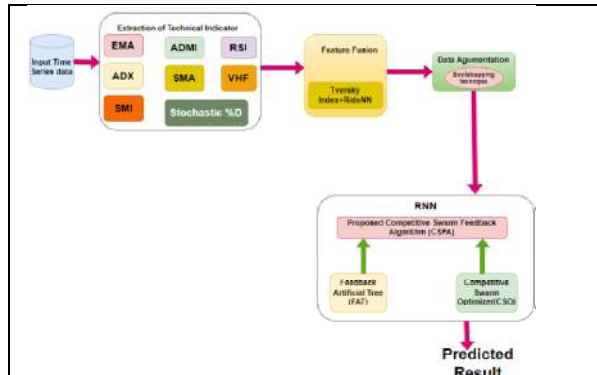 Extraction of Technical Indicator
Input Time
Series data
EMA
ADMI
RSI
ADX
SMA
VHF
SMI
Stochastic %D
Feature Fusion
Tversky
Index+RideNN
Data Agumentation
Bootstrapping
technique
RNN
Proposed Competitive Swarm Feedback
Algorithm (CSFA)
Feedback
Artificial Tree
(FAT)
Competitive
Swarm
Optimizer(CSO)
Predicted
Result